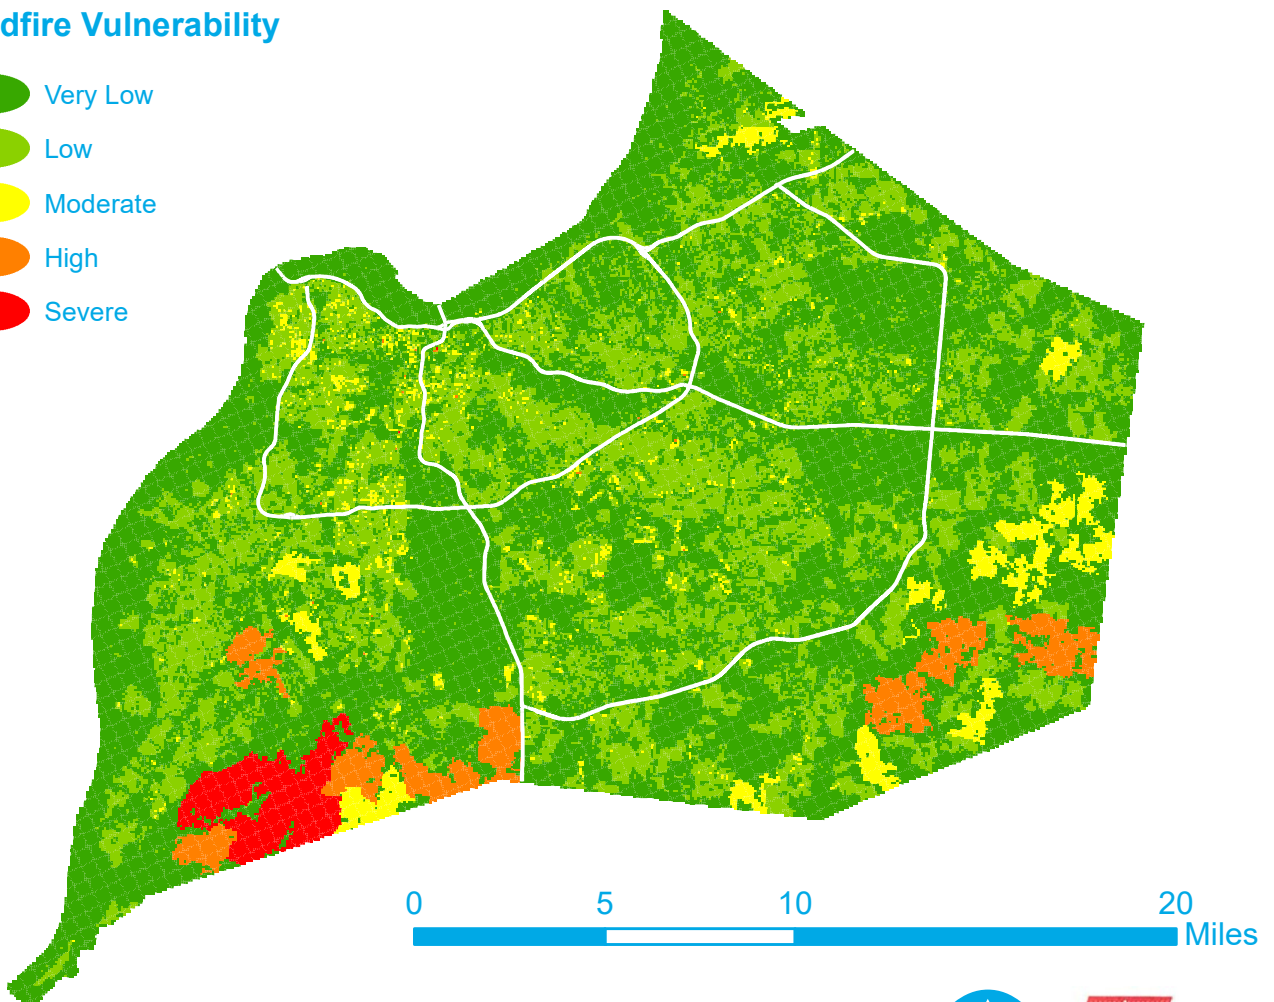 dfire Vulnerability
Very Low
Low
Moderate
High
Severe
0 5 10 20
Miles